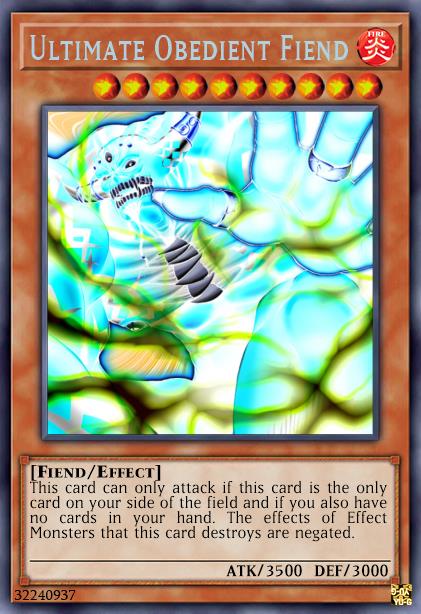 ULTIMATE OBEDIENT FIEND
FIRE
炎
[FIEND/EFFECT]
This card can only attack if this card is the only
card on your side of the field and if you also have
no cards in your hand. The effects of Effect
Monsters that this card destroys are negated.
ATK/3500 DEF/3000
32240937